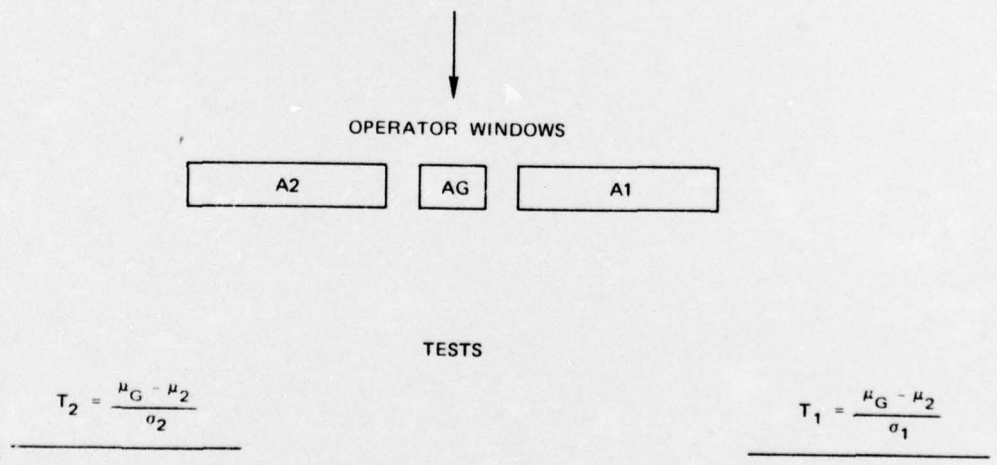 OPERATOR WINDOWS
A2 AG A1
TESTS
T₂ = (μ_G - μ₂) / σ₂
T₁ = (μ_G - μ₂) / σ₁